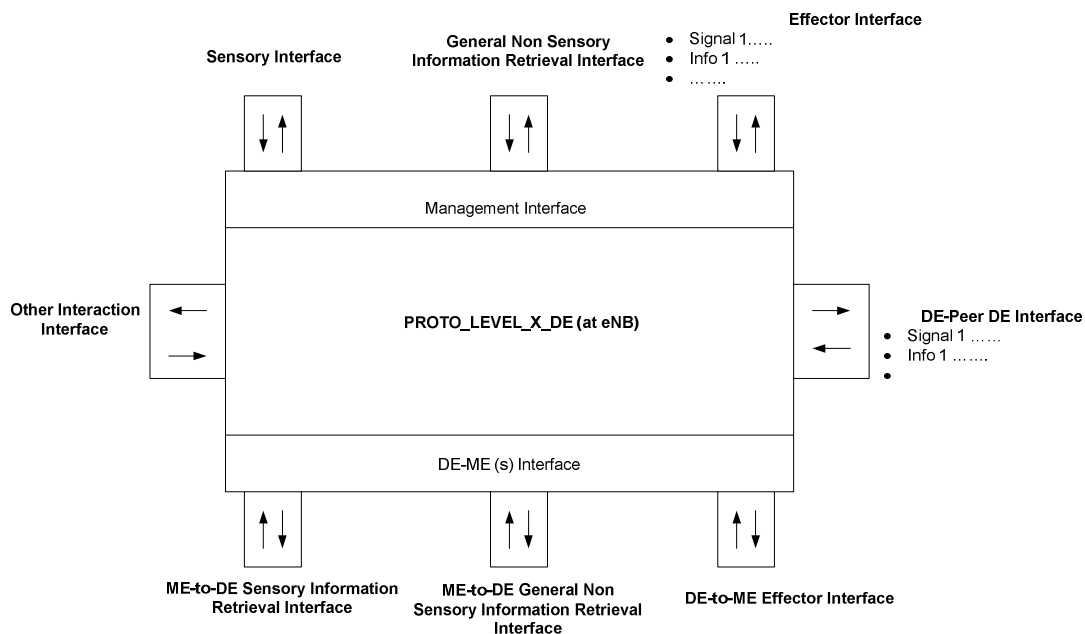 Effector Interface
Sensory Interface
General Non Sensory
Information Retrieval Interface
• Signal 1…..
• Info 1 …..
• …….
Management Interface
Other Interaction
Interface
PROTO_LEVEL_X_DE (at eNB)
DE-Peer DE Interface
• Signal 1 ……
• Info 1 …….
•
DE-ME (s) Interface
ME-to-DE Sensory Information
Retrieval Interface
ME-to-DE General Non
Sensory Information Retrieval
Interface
DE-to-ME Effector Interface